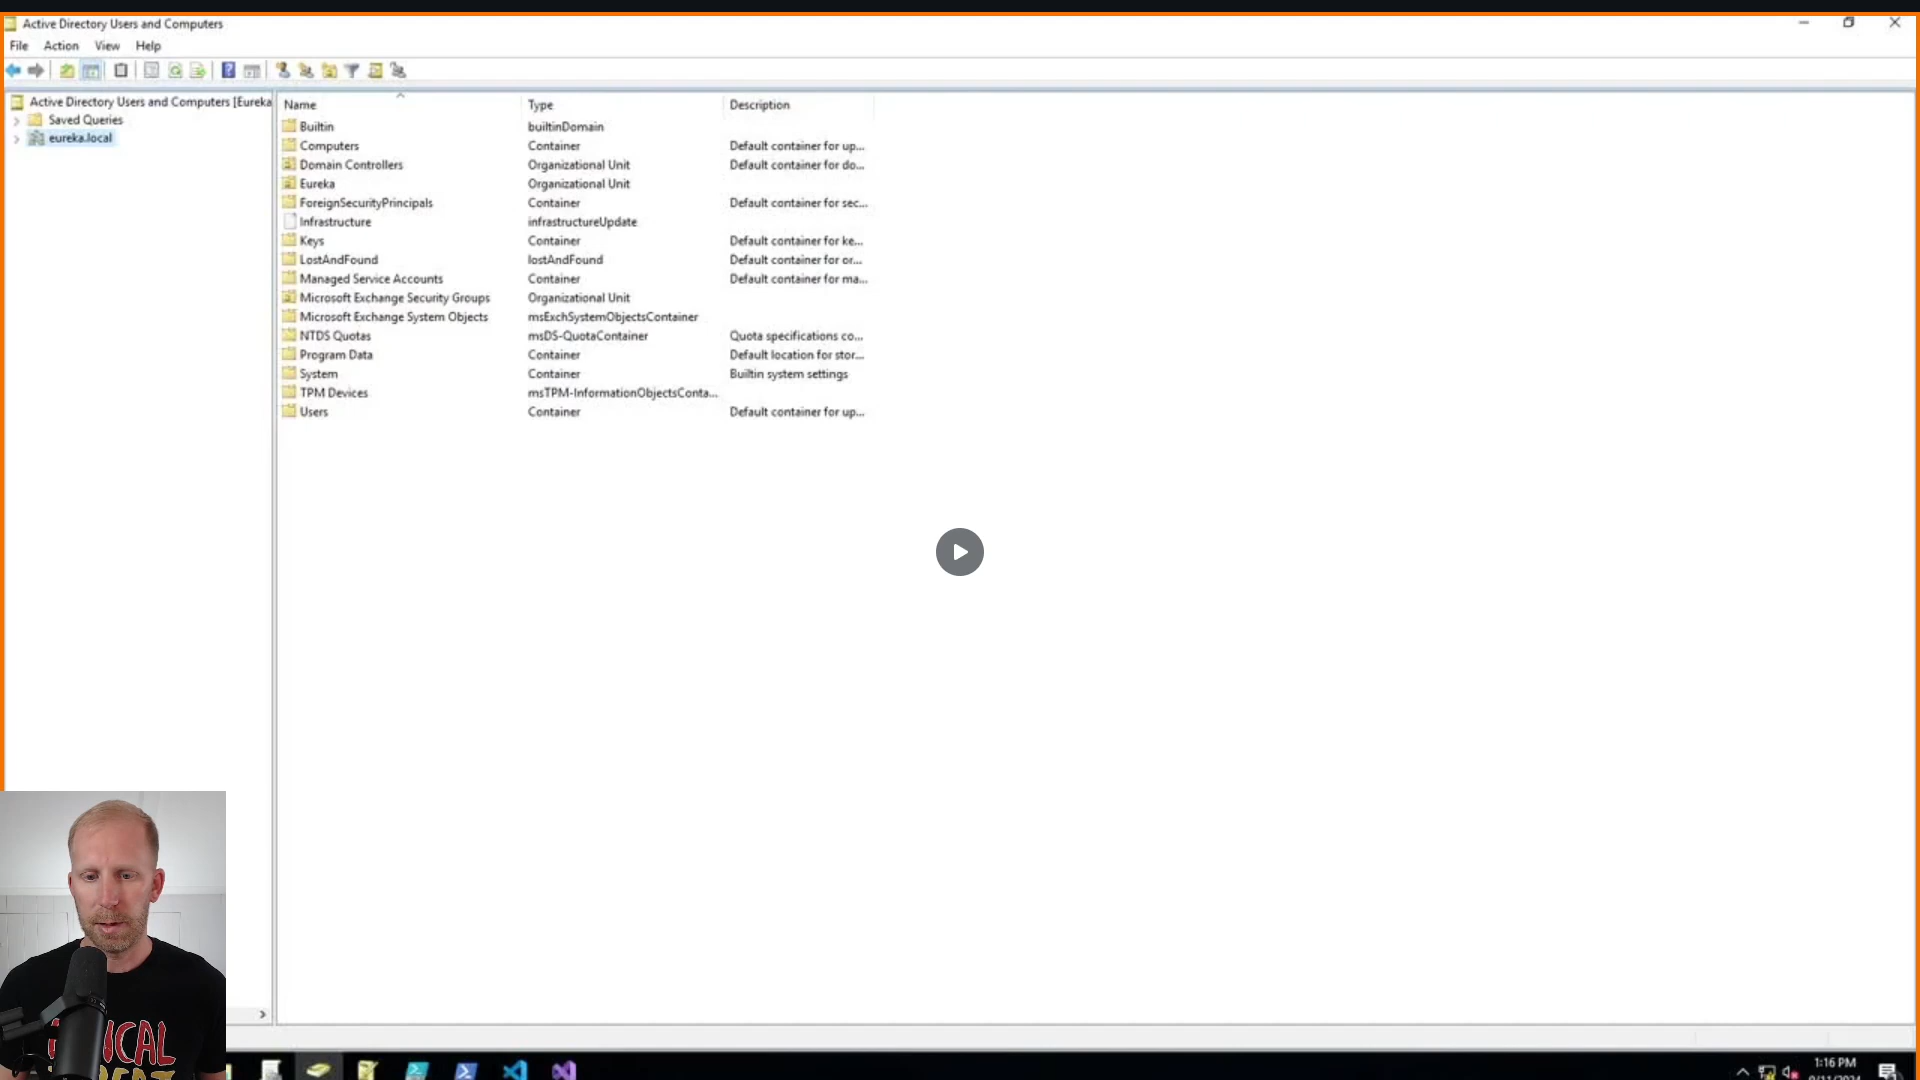 Active Directory Users and Computers
File Action View Help
Active Directory Users and Computers [Eureka
Saved Queries
eureka.local
Name Type Description
Builtin builtinDomain
Computers Container Default container for up...
Domain Controllers Organizational Unit Default container for do...
Eureka Organizational Unit
ForeignSecurityPrincipals Container Default container for sec...
Infrastructure infrastructureUpdate
Keys Container Default container for ke...
LostAndFound lostAndFound Default container for or...
Managed Service Accounts Container Default container for ma...
Microsoft Exchange Security Groups Organizational Unit
Microsoft Exchange System Objects msExchSystemObjectsContainer
NTDS Quotas msDS-QuotaContainer Quota specifications co...
Program Data Container Default location for stor...
System Container Builtin system settings
TPM Devices msTPM-InformationObjectsConta...
Users Container Default container for up...
1:16 PM